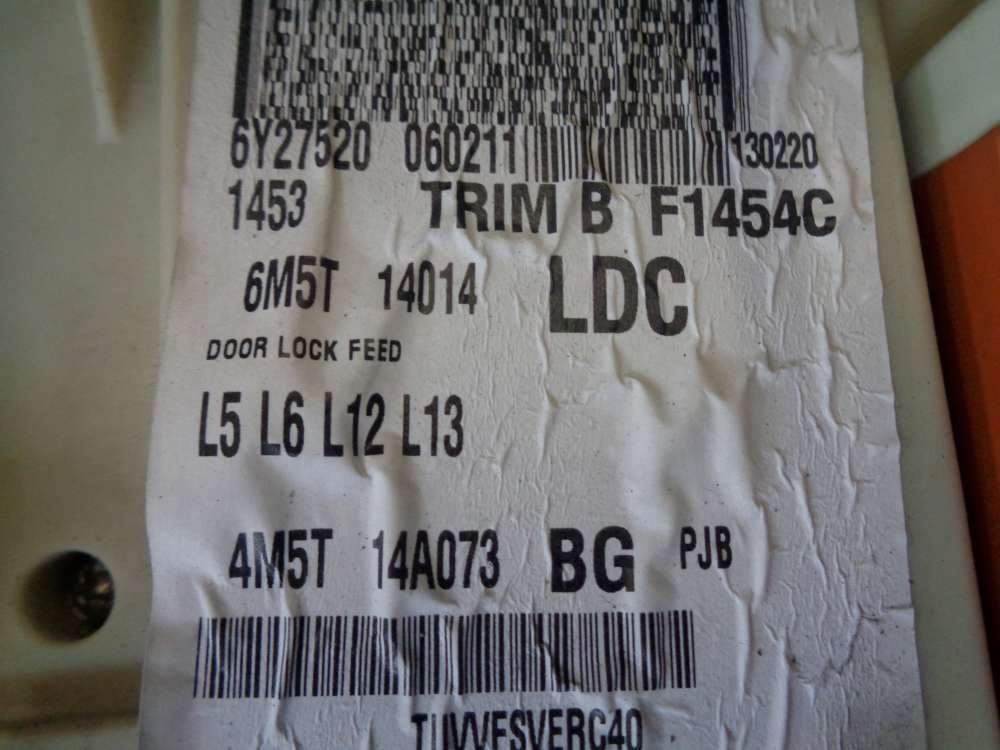 6Y27520 060211 130220
1453 TRIM B F1454C
6M5T 14014 LDC
DOOR LOCK FEED
L5 L6 L12 L13
4M5T 14A073 BG PJB